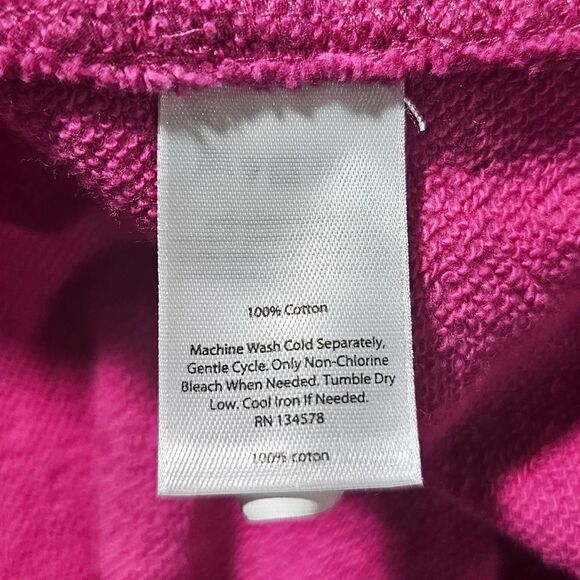 100% Cotton
Machine Wash Cold Separately,
Gentle Cycle. Only Non-Chlorine
Bleach When Needed. Tumble Dry
Low. Cool Iron If Needed.
RN 134578
100% coton